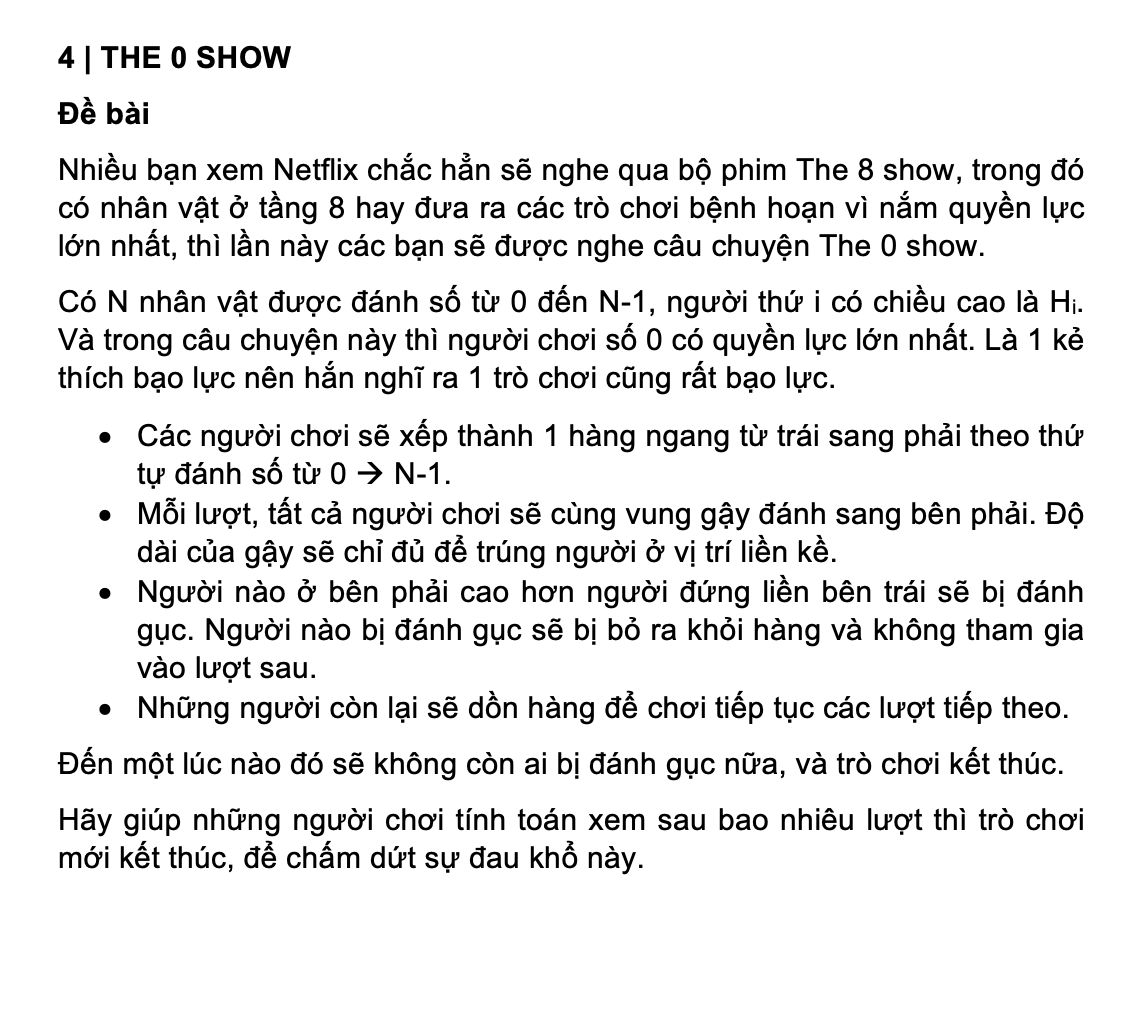 4 | THE 0 SHOW
Đề bài
Nhiều bạn xem Netflix chắc hẳn sẽ nghe qua bộ phim The 8 show, trong đó
có nhân vật ở tầng 8 hay đưa ra các trò chơi bệnh hoạn vì nắm quyền lực
lớn nhất, thì lần này các bạn sẽ được nghe câu chuyện The 0 show.
Có N nhân vật được đánh số từ 0 đến N-1, người thứ i có chiều cao là Hᵢ.
Và trong câu chuyện này thì người chơi số 0 có quyền lực lớn nhất. Là 1 kẻ
thích bạo lực nên hắn nghĩ ra 1 trò chơi cũng rất bạo lực.
• Các người chơi sẽ xếp thành 1 hàng ngang từ trái sang phải theo thứ
tự đánh số từ 0 → N-1.
• Mỗi lượt, tất cả người chơi sẽ cùng vung gậy đánh sang bên phải. Độ
dài của gậy sẽ chỉ đủ để trúng người ở vị trí liền kề.
• Người nào ở bên phải cao hơn người đứng liền bên trái sẽ bị đánh
gục. Người nào bị đánh gục sẽ bị bỏ ra khỏi hàng và không tham gia
vào lượt sau.
• Những người còn lại sẽ dồn hàng để chơi tiếp tục các lượt tiếp theo.
Đến một lúc nào đó sẽ không còn ai bị đánh gục nữa, và trò chơi kết thúc.
Hãy giúp những người chơi tính toán xem sau bao nhiêu lượt thì trò chơi
mới kết thúc, để chấm dứt sự đau khổ này.